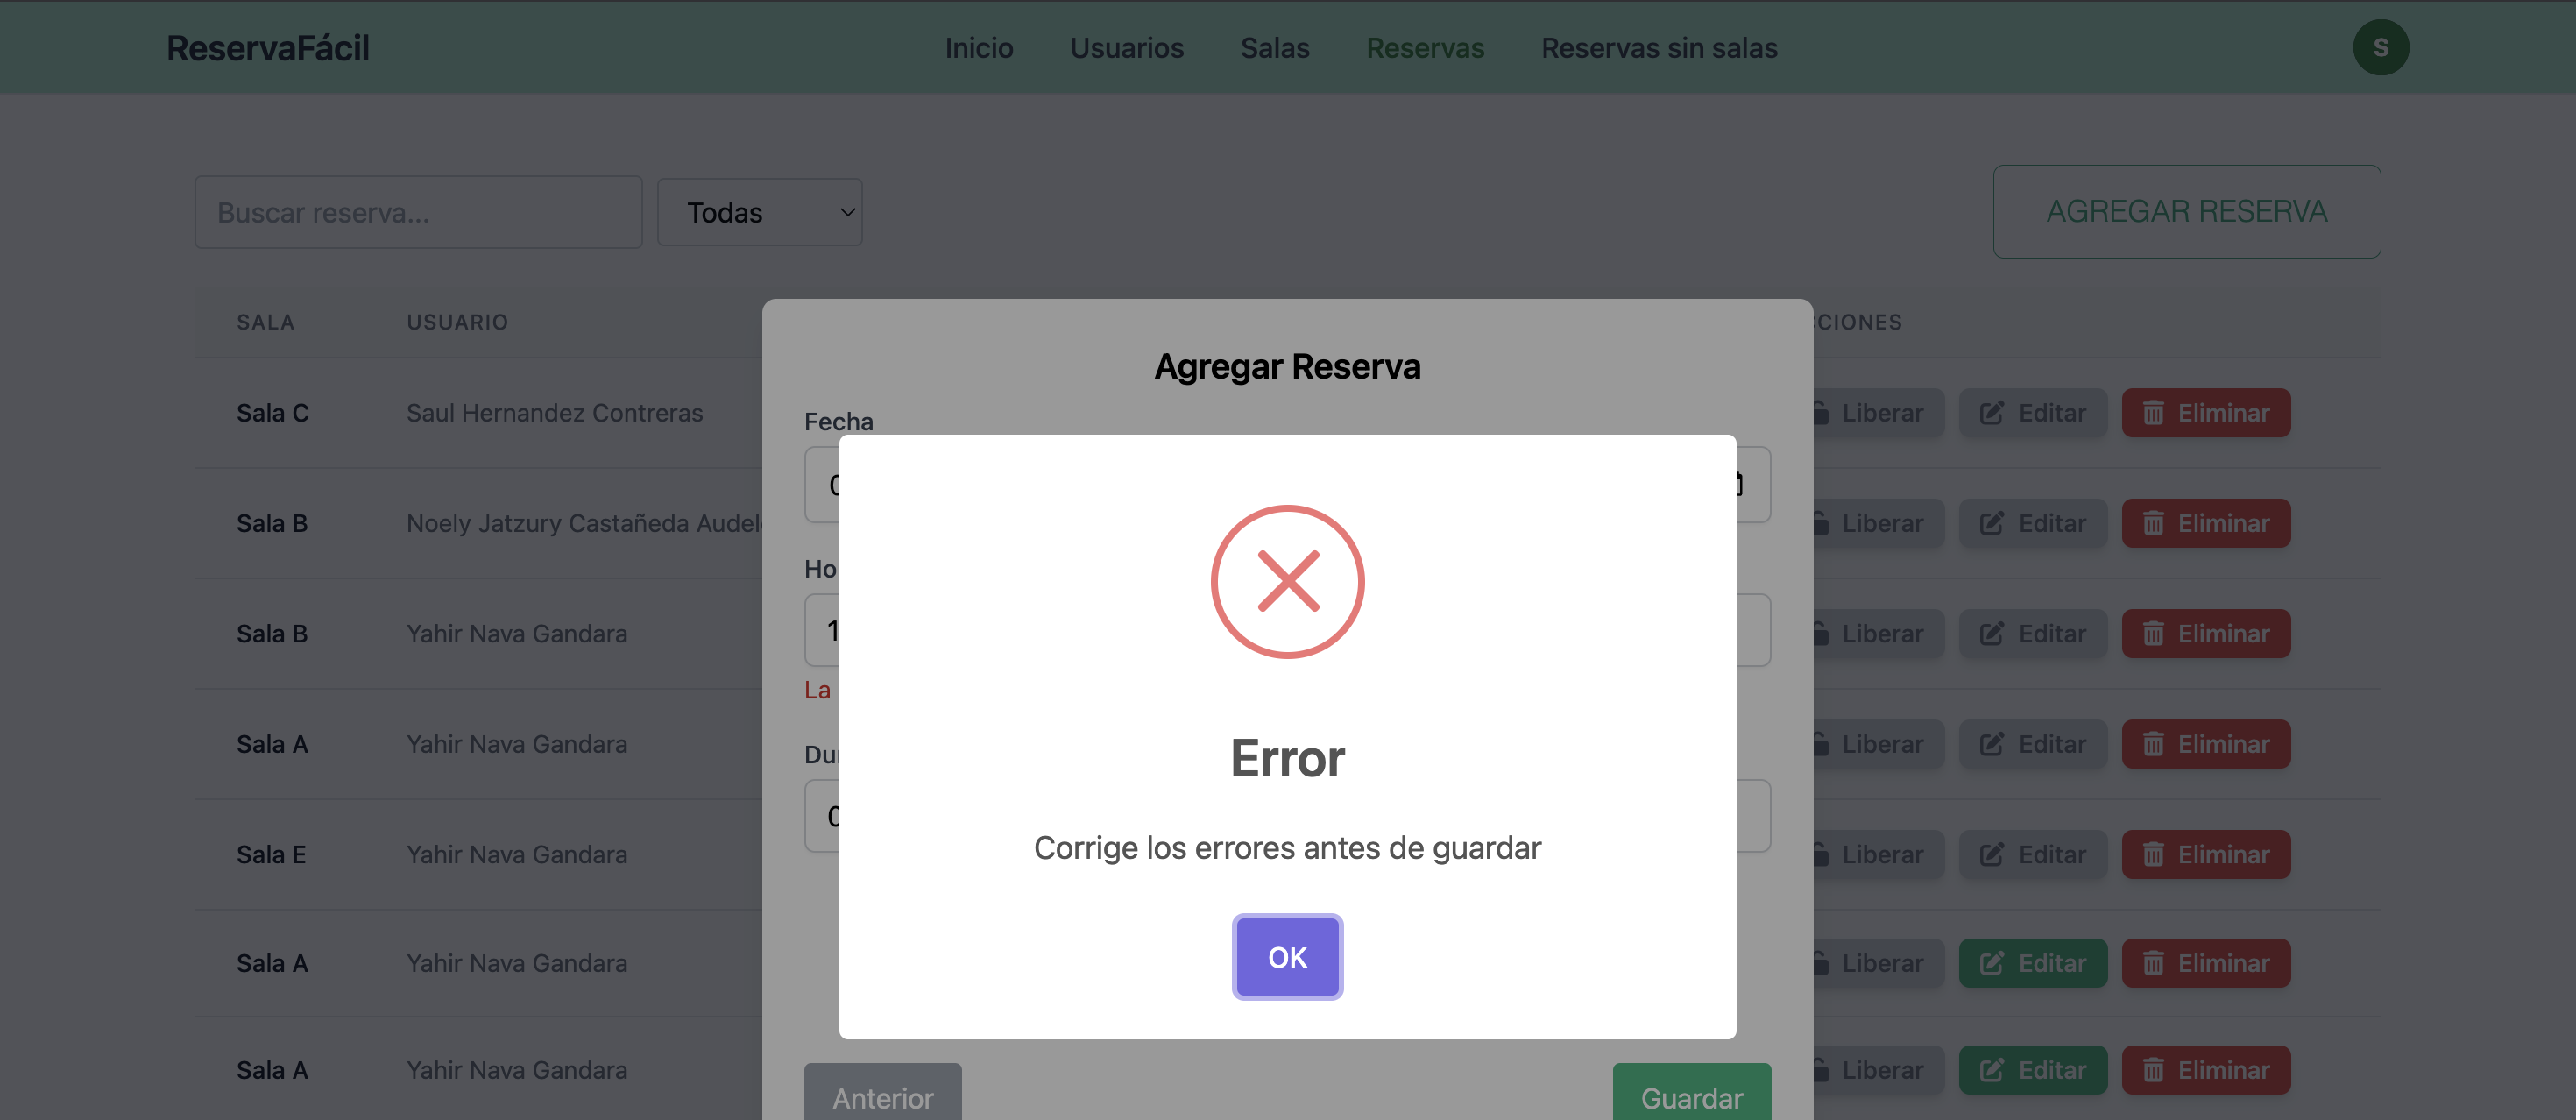 ReservaFácil Inicio Usuarios Salas Reservas Reservas sin salas S
Buscar reserva... Todas AGREGAR RESERVA
SALA USUARIO CIONES
Agregar Reserva
Sala C Saul Hernandez Contreras Liberar Editar Eliminar
Fecha
Sala B Noely Jatzury Castañeda Liberar Editar Eliminar
Sala B Yahir Nava Gandara Liberar Editar Eliminar
La
Sala A Yahir Nava Gandara Liberar Editar Eliminar
Error
Corrige los errores antes de guardar
Sala E Yahir Nava Gandara Liberar Editar Eliminar
OK
Sala A Yahir Nava Gandara Liberar Editar Eliminar
Sala A Yahir Nava Gandara Liberar Editar Eliminar
Anterior Guardar